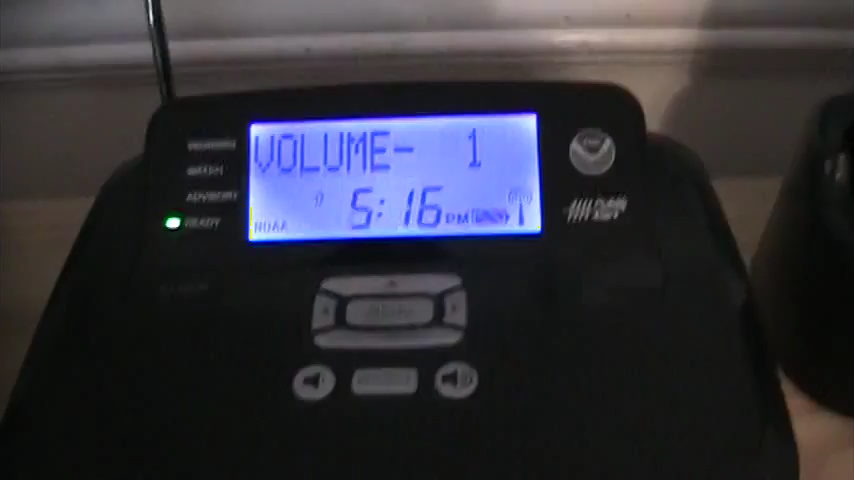 VOLUME- 1
WARNING
WATCH
ADVISORY
READY
5:16 PM
NOAA